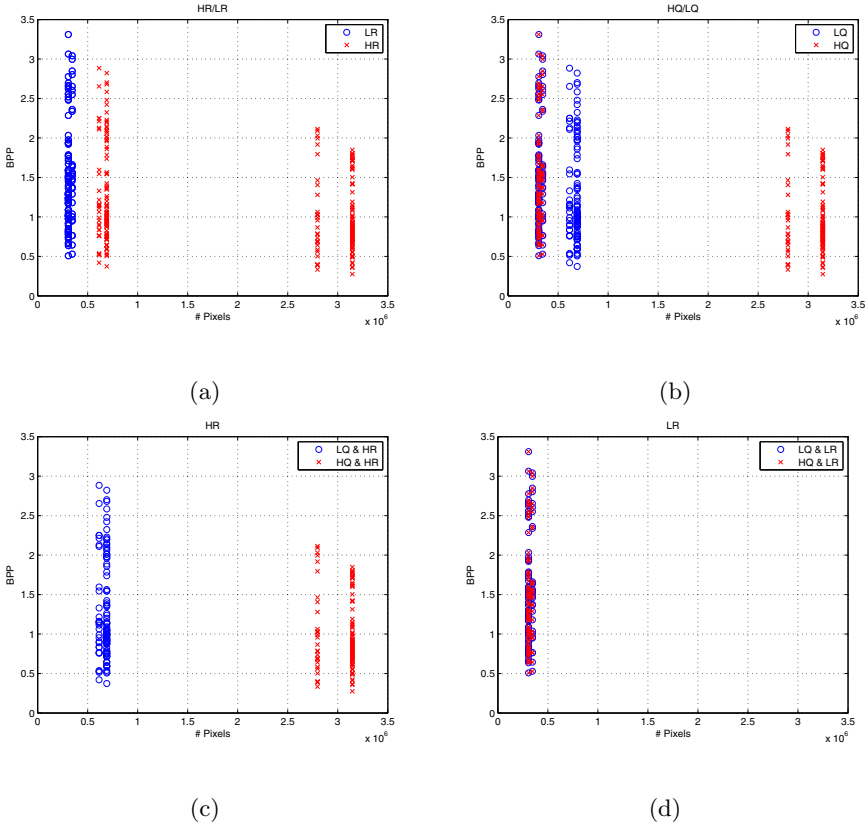 HR/LR
3.5
3
2.5
2
1.5
1
0.5
0
BPP
LR
HR
0 0.5 1 1.5 2 2.5 3 3.5
x 10^6
# Pixels
(a)
HQ/LQ
3.5
3
2.5
2
1.5
1
0.5
0
BPP
LQ
HQ
0 0.5 1 1.5 2 2.5 3 3.5
x 10^6
# Pixels
(b)
HR
3.5
3
2.5
2
1.5
1
0.5
0
BPP
LQ & HR
HQ & HR
0 0.5 1 1.5 2 2.5 3 3.5
x 10^6
# Pixels
(c)
LR
3.5
3
2.5
2
1.5
1
0.5
0
BPP
LQ & LR
HQ & LR
0 0.5 1 1.5 2 2.5 3 3.5
x 10^6
# Pixels
(d)